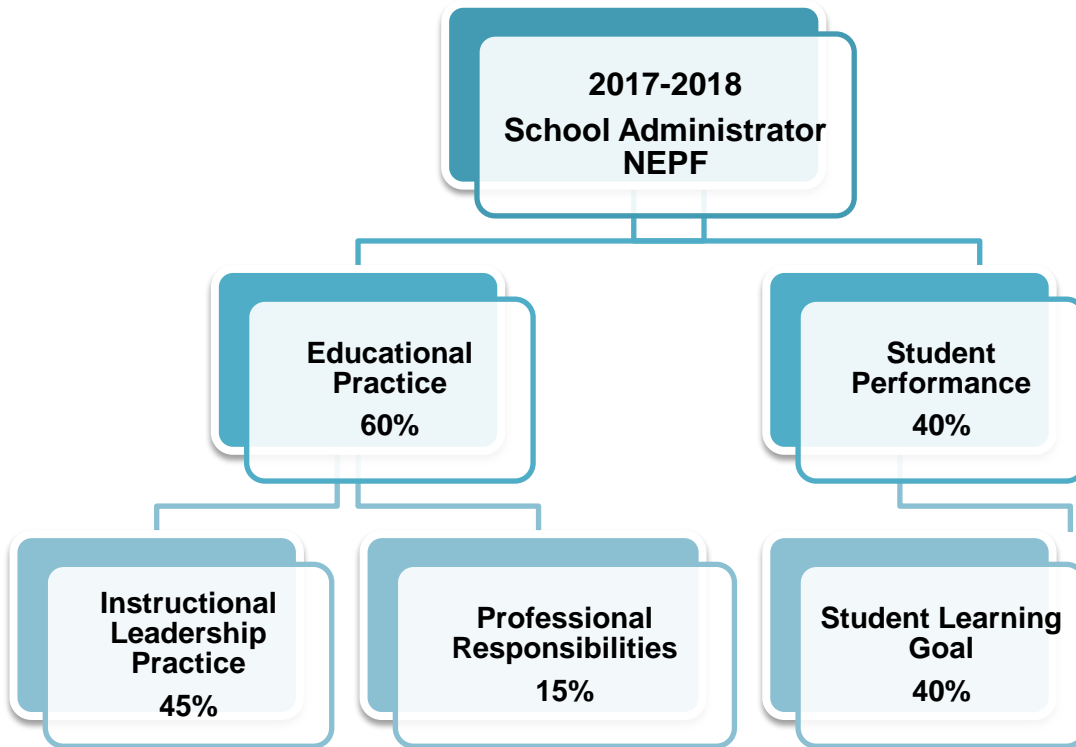 2017-2018
School Administrator
NEPF
Educational
Practice
60%
Student
Performance
40%
Instructional
Leadership
Practice
45%
Professional
Responsibilities
15%
Student Learning
Goal
40%